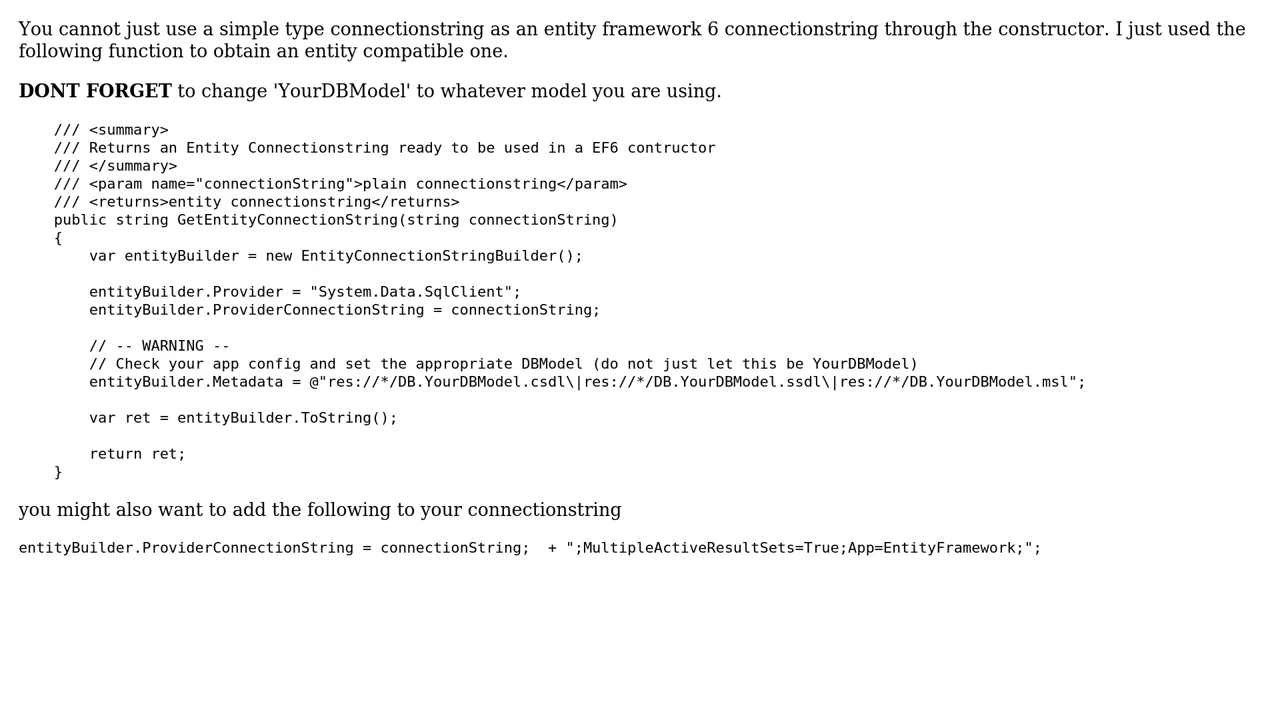 You cannot just use a simple type connectionstring as an entity framework 6 connectionstring through the constructor. I just used the
following function to obtain an entity compatible one.
DONT FORGET to change 'YourDBModel' to whatever model you are using.
/// <summary>
/// Returns an Entity Connectionstring ready to be used in a EF6 contructor
/// </summary>
/// <param name="connectionString">plain connectionstring</param>
/// <returns>entity connectionstring</returns>
public string GetEntityConnectionString(string connectionString)
{
    var entityBuilder = new EntityConnectionStringBuilder();
    entityBuilder.Provider = "System.Data.SqlClient";
    entityBuilder.ProviderConnectionString = connectionString;
    // -- WARNING --
    // Check your app config and set the appropriate DBModel (do not just let this be YourDBModel)
    entityBuilder.Metadata = @"res://*/DB.YourDBModel.csdl\|res://*/DB.YourDBModel.ssdl\|res://*/DB.YourDBModel.msl";
    var ret = entityBuilder.ToString();
    return ret;
}
you might also want to add the following to your connectionstring
entityBuilder.ProviderConnectionString = connectionString;  + ";MultipleActiveResultSets=True;App=EntityFramework;";